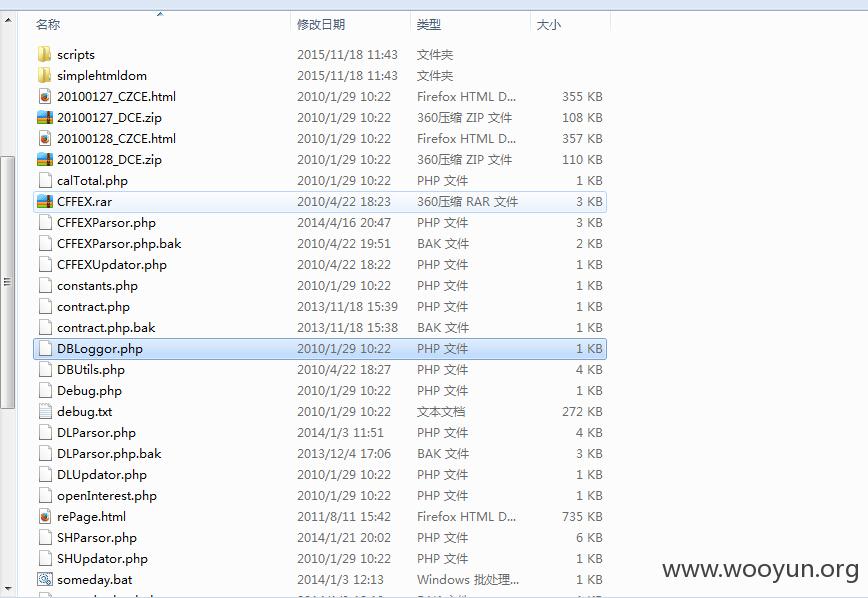 名称 修改日期 类型 大小
scripts 2015/11/18 11:43 文件夹
simplehtmldom 2015/11/18 11:43 文件夹
20100127_CZCE.html 2010/1/29 10:22 Firefox HTML D... 355 KB
20100127_DCE.zip 2010/1/29 10:22 360压缩 ZIP 文件 108 KB
20100128_CZCE.html 2010/1/29 10:22 Firefox HTML D... 357 KB
20100128_DCE.zip 2010/1/29 10:22 360压缩 ZIP 文件 110 KB
calTotal.php 2010/1/29 10:22 PHP 文件 1 KB
CFFEX.rar 2010/4/22 18:23 360压缩 RAR 文件 3 KB
CFFEXParsor.php 2014/4/16 20:47 PHP 文件 3 KB
CFFEXParsor.php.bak 2010/4/22 19:51 BAK 文件 2 KB
CFFEXUpdator.php 2010/4/22 18:22 PHP 文件 1 KB
constants.php 2010/1/29 10:22 PHP 文件 1 KB
contract.php 2013/11/18 15:39 PHP 文件 1 KB
contract.php.bak 2013/11/18 15:38 BAK 文件 1 KB
DBLoggor.php 2010/1/29 10:22 PHP 文件 1 KB
DBUtils.php 2010/4/22 18:27 PHP 文件 4 KB
Debug.php 2010/1/29 10:22 PHP 文件 1 KB
debug.txt 2010/1/29 10:22 文本文档 272 KB
DLParsor.php 2014/1/3 11:51 PHP 文件 4 KB
DLParsor.php.bak 2013/12/4 17:06 BAK 文件 3 KB
DLUpdator.php 2010/1/29 10:22 PHP 文件 1 KB
openInterest.php 2010/1/29 10:22 PHP 文件 1 KB
rePage.html 2011/8/11 15:42 Firefox HTML D... 735 KB
SHParsor.php 2014/1/21 20:02 PHP 文件 6 KB
SHUpdator.php 2010/1/29 10:22 PHP 文件 1 KB
someday.bat 2014/1/3 12:13 Windows 批处理... 1 KB
www.wooyun.org